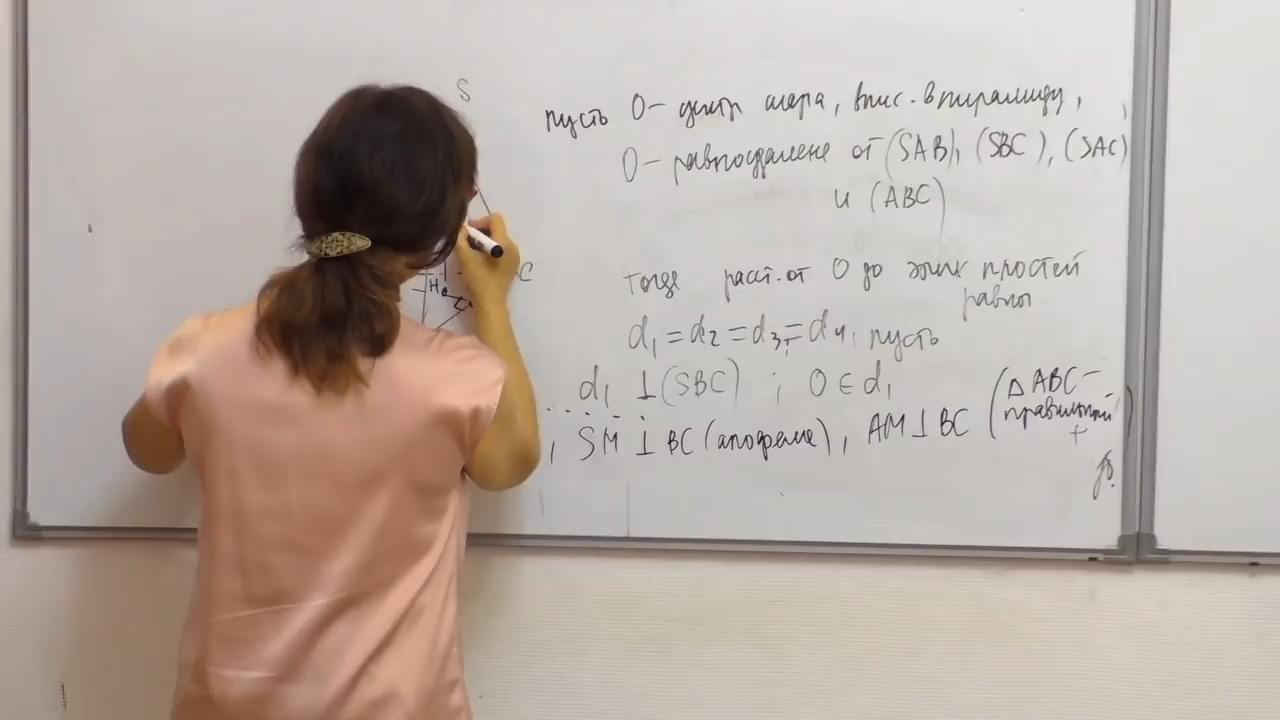 S
C
H
пусть O – центр шара, впис. в пирамиду,
O – равноудалена от (SAB), (SBC), (SAC)
и (ABC)
тогда расст. от O до этих плостей
равны
d₁ = d₂ = d₃ = d₄, пусть
d₁ ⊥ (SBC) ; O ∈ d₁
, SM ⊥ BC (апофема), AM ⊥ BC (△ ABC –
правильный
+